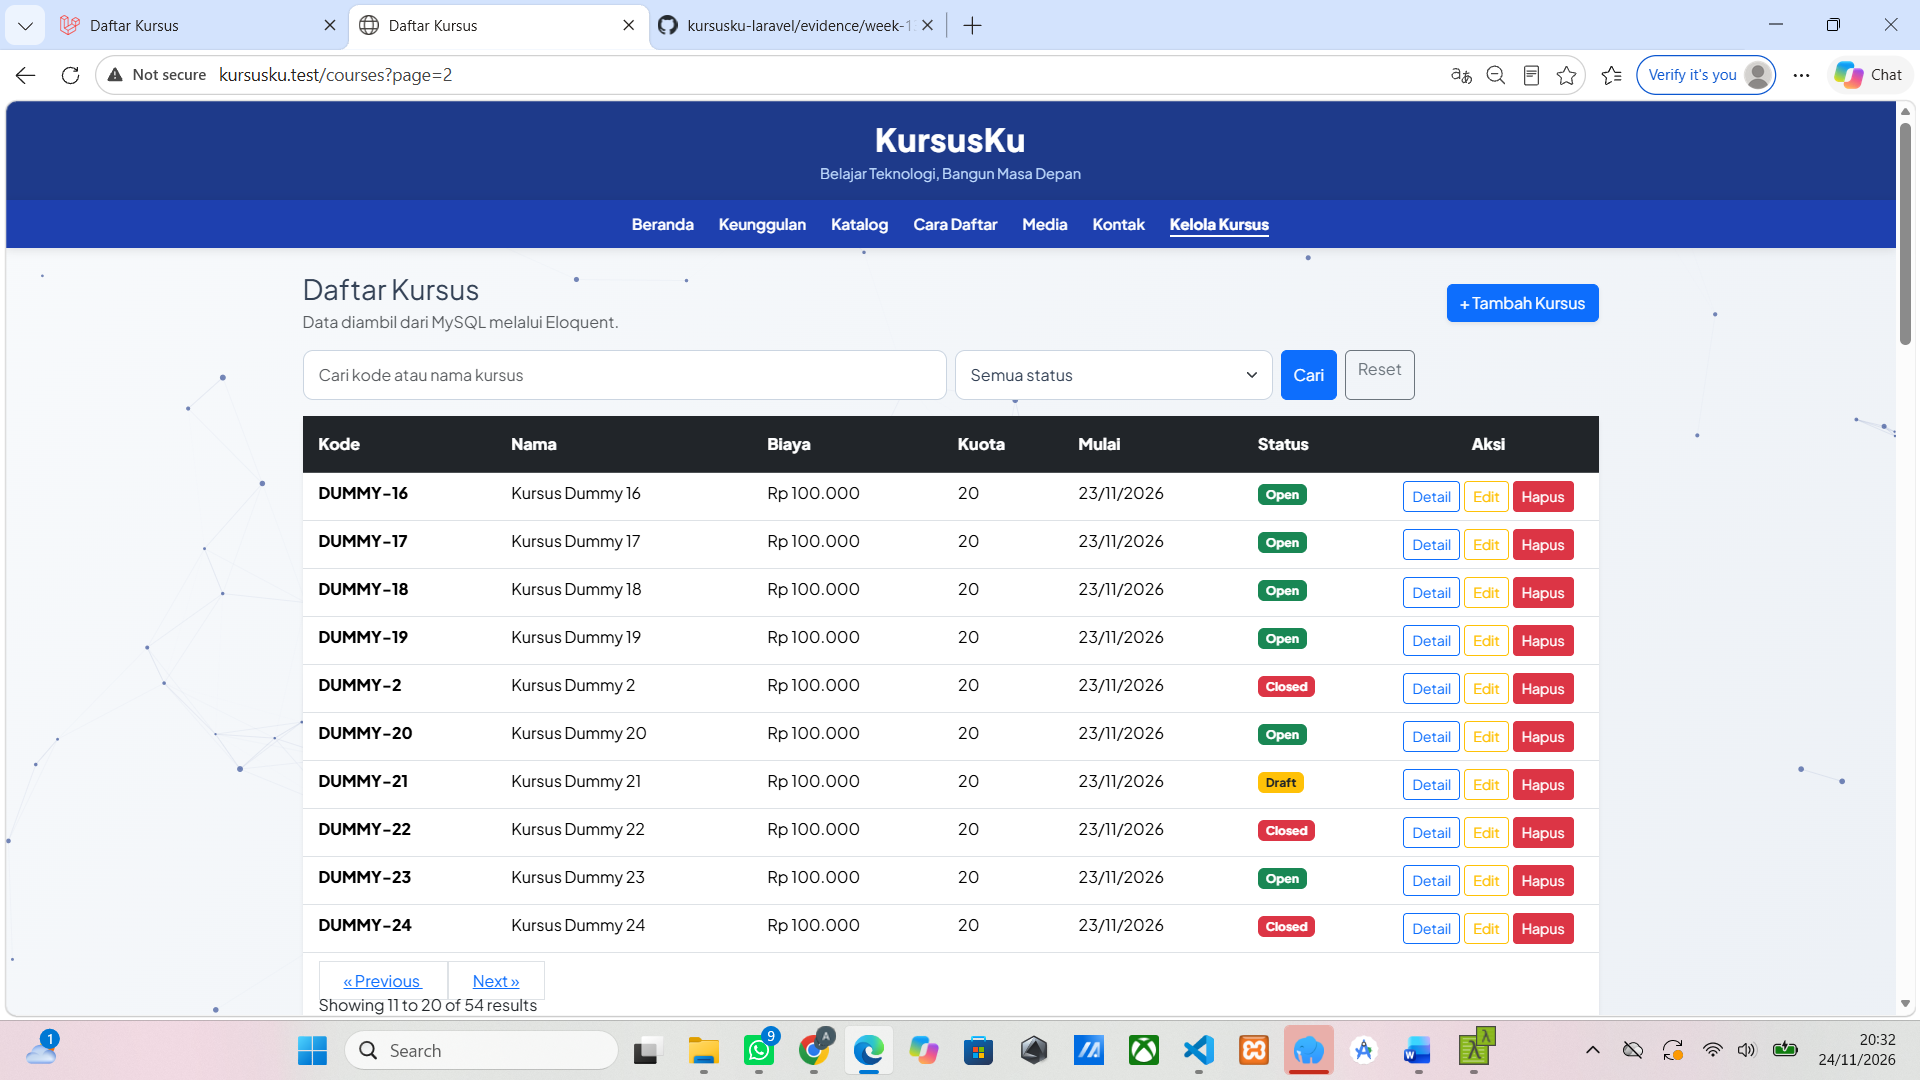 Daftar Kursus
Daftar Kursus
kursusku-laravel/evidence/week-1
Not secure kursusku.test/courses?page=2
Verify it's you
Chat
KursusKu
Belajar Teknologi, Bangun Masa Depan
Beranda Keunggulan Katalog Cara Daftar Media Kontak Kelola Kursus
Daftar Kursus
Data diambil dari MySQL melalui Eloquent.
+ Tambah Kursus
Cari kode atau nama kursus Semua status Cari Reset
Kode Nama Biaya Kuota Mulai Status Aksi
DUMMY-16 Kursus Dummy 16 Rp 100.000 20 23/11/2026 Open Detail Edit Hapus
DUMMY-17 Kursus Dummy 17 Rp 100.000 20 23/11/2026 Open Detail Edit Hapus
DUMMY-18 Kursus Dummy 18 Rp 100.000 20 23/11/2026 Open Detail Edit Hapus
DUMMY-19 Kursus Dummy 19 Rp 100.000 20 23/11/2026 Open Detail Edit Hapus
DUMMY-2 Kursus Dummy 2 Rp 100.000 20 23/11/2026 Closed Detail Edit Hapus
DUMMY-20 Kursus Dummy 20 Rp 100.000 20 23/11/2026 Open Detail Edit Hapus
DUMMY-21 Kursus Dummy 21 Rp 100.000 20 23/11/2026 Draft Detail Edit Hapus
DUMMY-22 Kursus Dummy 22 Rp 100.000 20 23/11/2026 Closed Detail Edit Hapus
DUMMY-23 Kursus Dummy 23 Rp 100.000 20 23/11/2026 Open Detail Edit Hapus
DUMMY-24 Kursus Dummy 24 Rp 100.000 20 23/11/2026 Closed Detail Edit Hapus
« Previous Next »
Showing 11 to 20 of 54 results
1
Search
9
A
20:32
24/11/2026